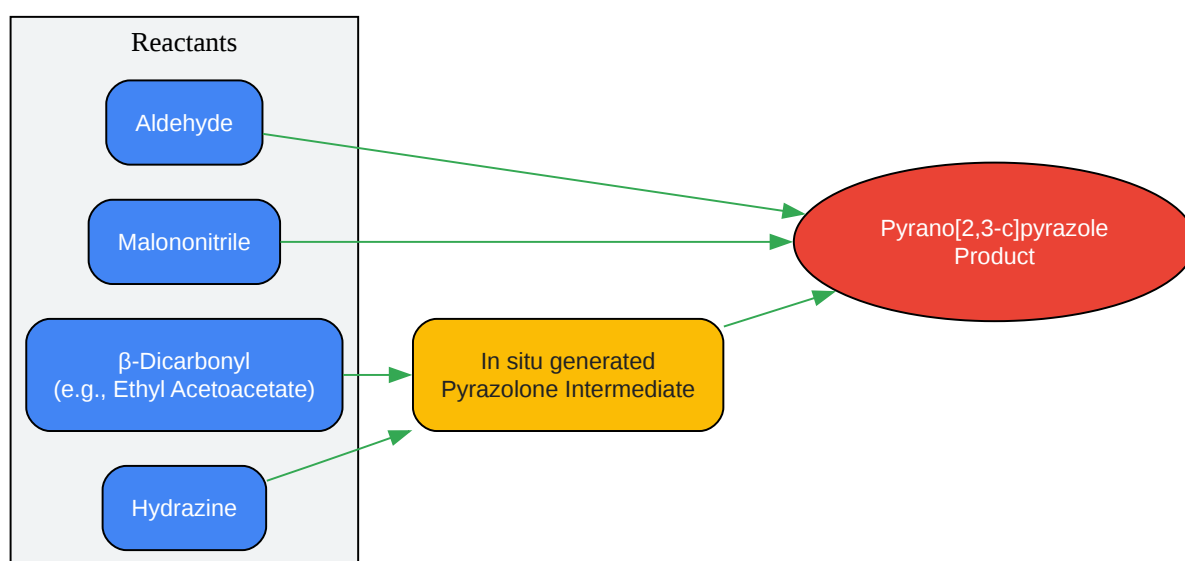 Reactants
Aldehyde
Malononitrile
β-Dicarbonyl
(e.g., Ethyl Acetoacetate)
Hydrazine
In situ generated
Pyrazolone Intermediate
Pyrano[2,3-c]pyrazole
Product